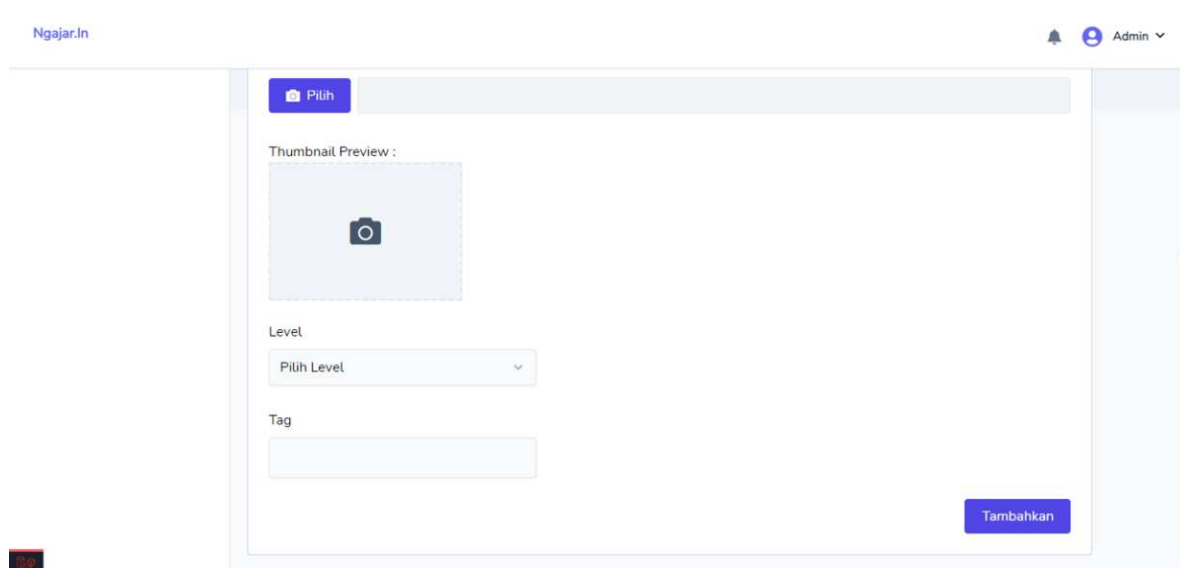 Ngajar.In
Admin
Pilih
Thumbnail Preview :
Level
Pilih Level
Tag
Tambahkan